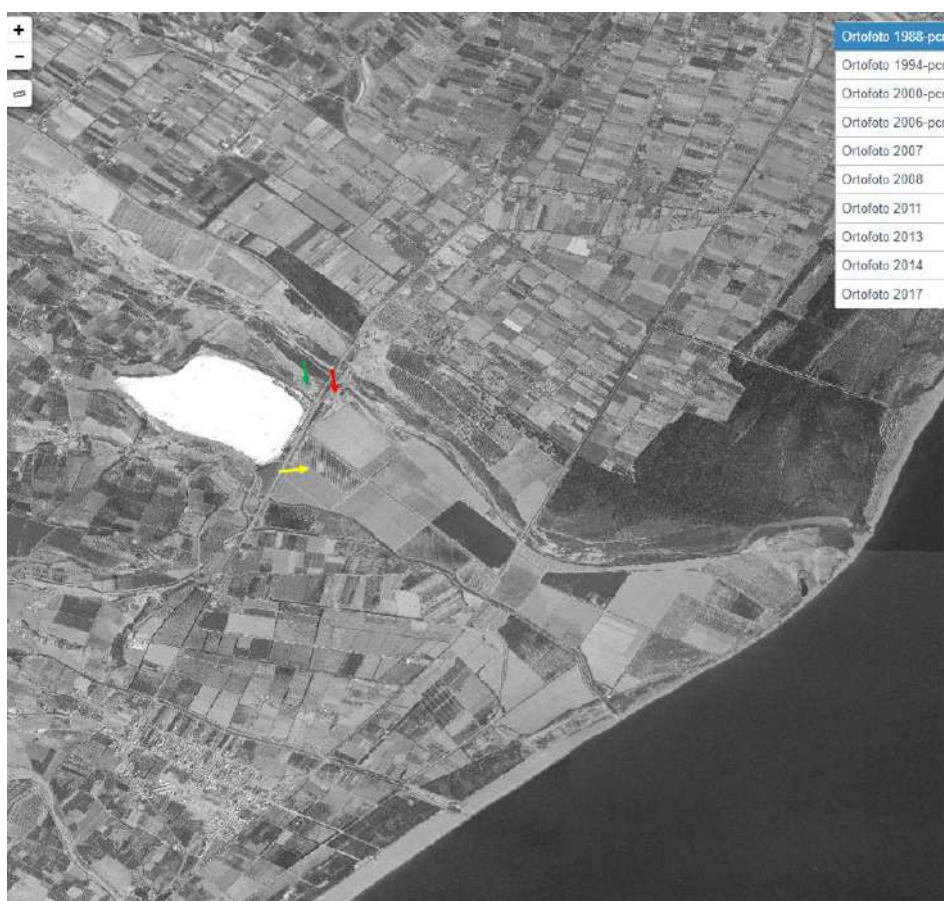 +
−
Ortofoto 1988-pcn
Ortofoto 1994-pcn
Ortofoto 2000-pcn
Ortofoto 2006-pcn
Ortofoto 2007
Ortofoto 2008
Ortofoto 2011
Ortofoto 2013
Ortofoto 2014
Ortofoto 2017